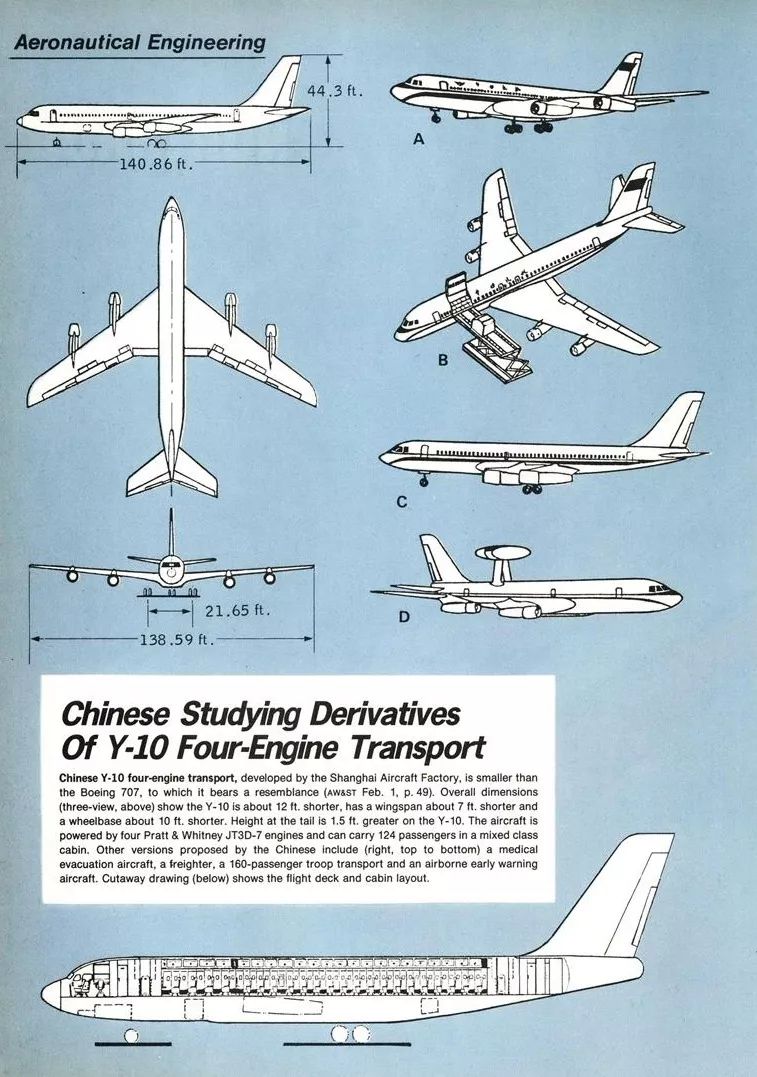 Aeronautical Engineering
44.3 ft.
140.86 ft.
A
B
C
D
21.65 ft.
138.59 ft.
Chinese Studying Derivatives
Of Y-10 Four-Engine Transport
Chinese Y-10 four-engine transport, developed by the Shanghai Aircraft Factory, is smaller than
the Boeing 707, to which it bears a resemblance (AW&ST Feb. 1, p. 49). Overall dimensions
(three-view, above) show the Y-10 is about 12 ft. shorter, has a wingspan about 7 ft. shorter and
a wheelbase about 10 ft. shorter. Height at the tail is 1.5 ft. greater on the Y-10. The aircraft is
powered by four Pratt & Whitney JT3D-7 engines and can carry 124 passengers in a mixed class
cabin. Other versions proposed by the Chinese include (right, top to bottom) a medical
evacuation aircraft, a freighter, a 160-passenger troop transport and an airborne early warning
aircraft. Cutaway drawing (below) shows the flight deck and cabin layout.